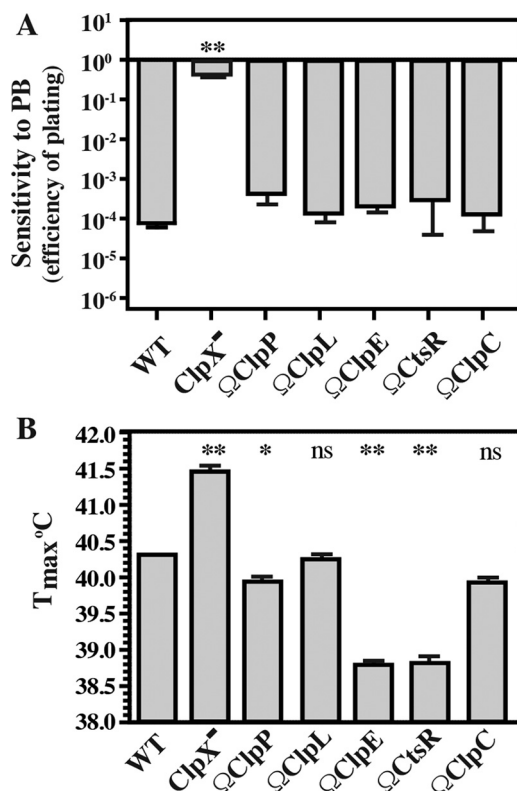 A
Sensitivity to PB
(efficiency of plating)
10⁰
10⁻¹
10⁻²
10⁻³
10⁻⁴
10⁻⁵
10⁻⁶
**
WT
ClpX⁻
ΩClpP
ΩClpL
ΩClpE
ΩCtsR
ΩClpC
B
Tmax°C
42.0
41.5
41.0
40.5
40.0
39.5
39.0
38.5
38.0
** * ns ** ** ns
WT
ClpX⁻
ΩClpP
ΩClpL
ΩClpE
ΩCtsR
ΩClpC